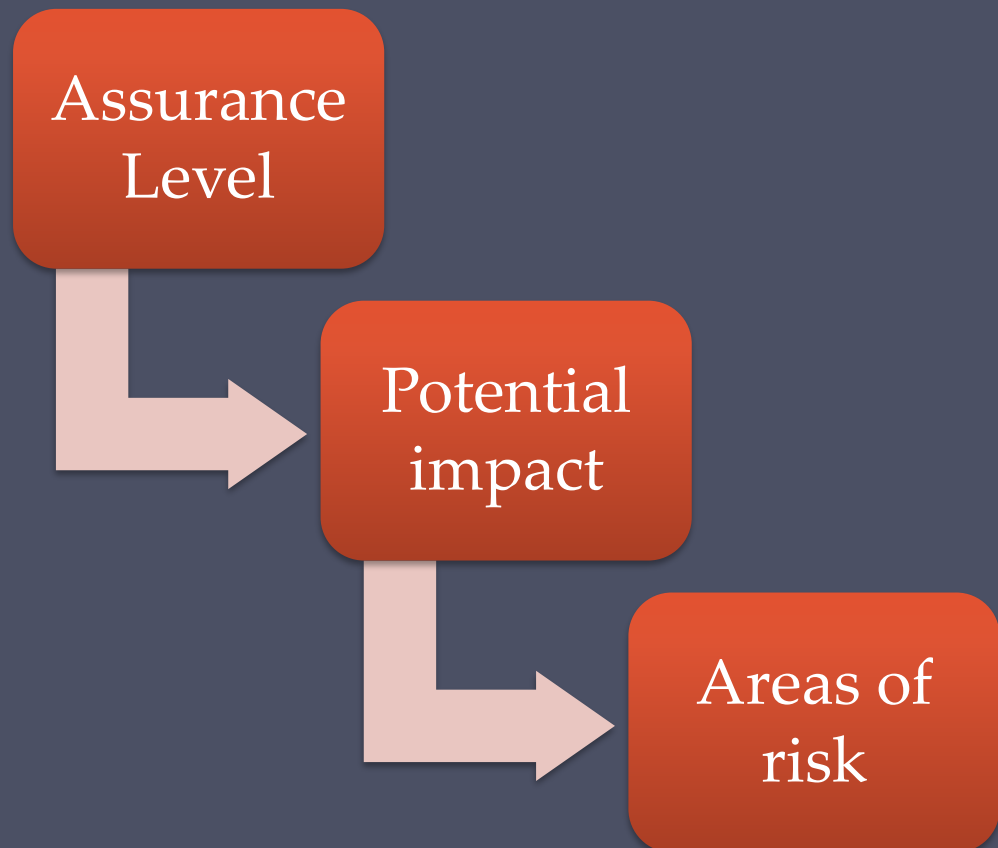 Assurance
Level
Potential
impact
Areas of
risk